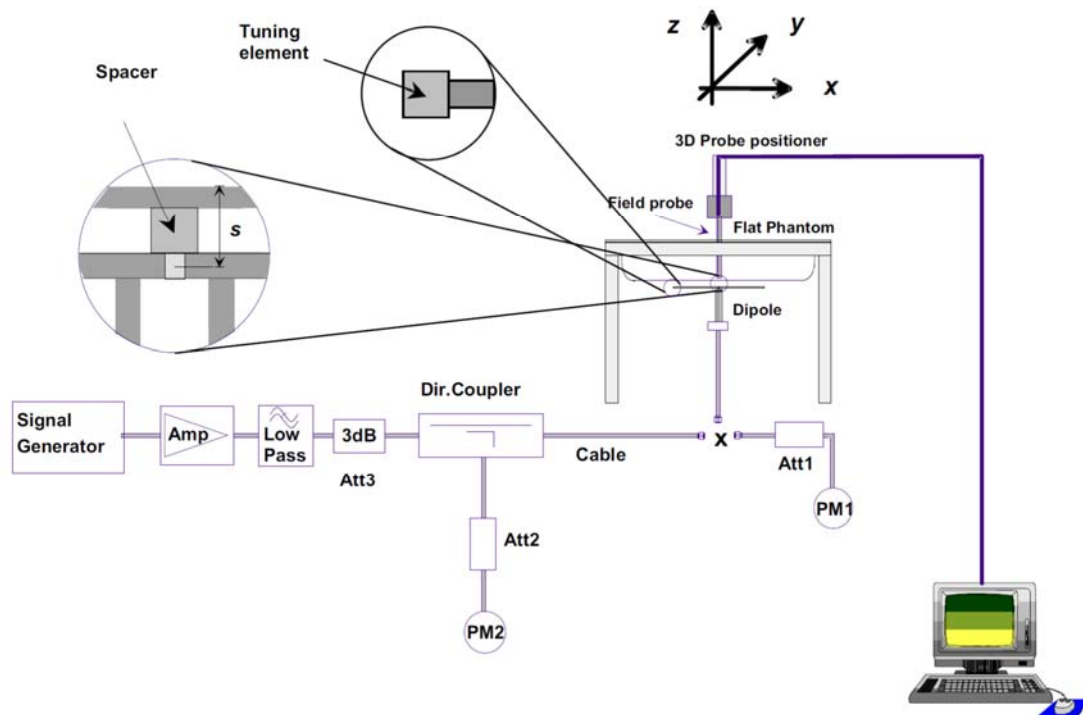 Tuning
element
Spacer
s
z
y
x
3D Probe positioner
Field probe
Flat Phantom
Dipole
Dir.Coupler
Signal
Generator
Amp
Low
Pass
3dB
Att3
Cable
x
Att1
PM1
Att2
PM2